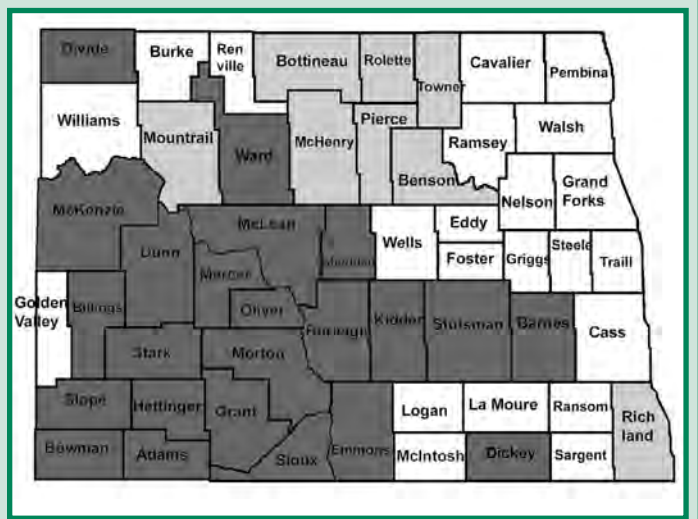 Divide
Burke
Ren
ville
Bottineau
Rolette
Towner
Cavalier
Pembina
Williams
Mountrail
Ward
McHenry
Pierce
Ramsey
Walsh
Benson
McKenzie
McLean
Sheridan
Wells
Eddy
Nelson
Grand
Forks
Dunn
Mercer
Foster
Griggs
Steele
Traill
Golden
Valley
Billings
Oliver
Burleigh
Kidder
Stutsman
Barnes
Cass
Stark
Morton
Slope
Hettinger
Grant
Logan
La Moure
Ransom
Rich
land
Bowman
Adams
Sioux
Emmons
McIntosh
Dickey
Sargent